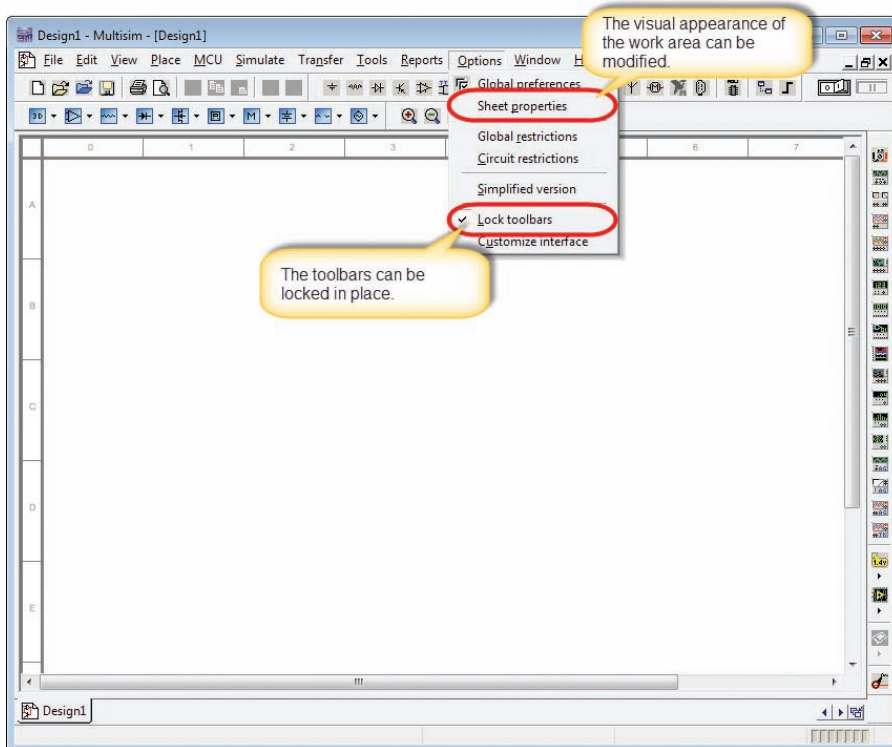 Design1 - Multisim - [Design1]
The visual appearance of
the work area can be
modified.
File Edit View Place MCU Simulate Transfer Tools Reports Options Window H
Global preferences
Sheet properties
Global restrictions
Circuit restrictions
Simplified version
Lock toolbars
Customize interface
The toolbars can be
locked in place.
0 1 2 3 6 7
A
B
C
D
E
Design1